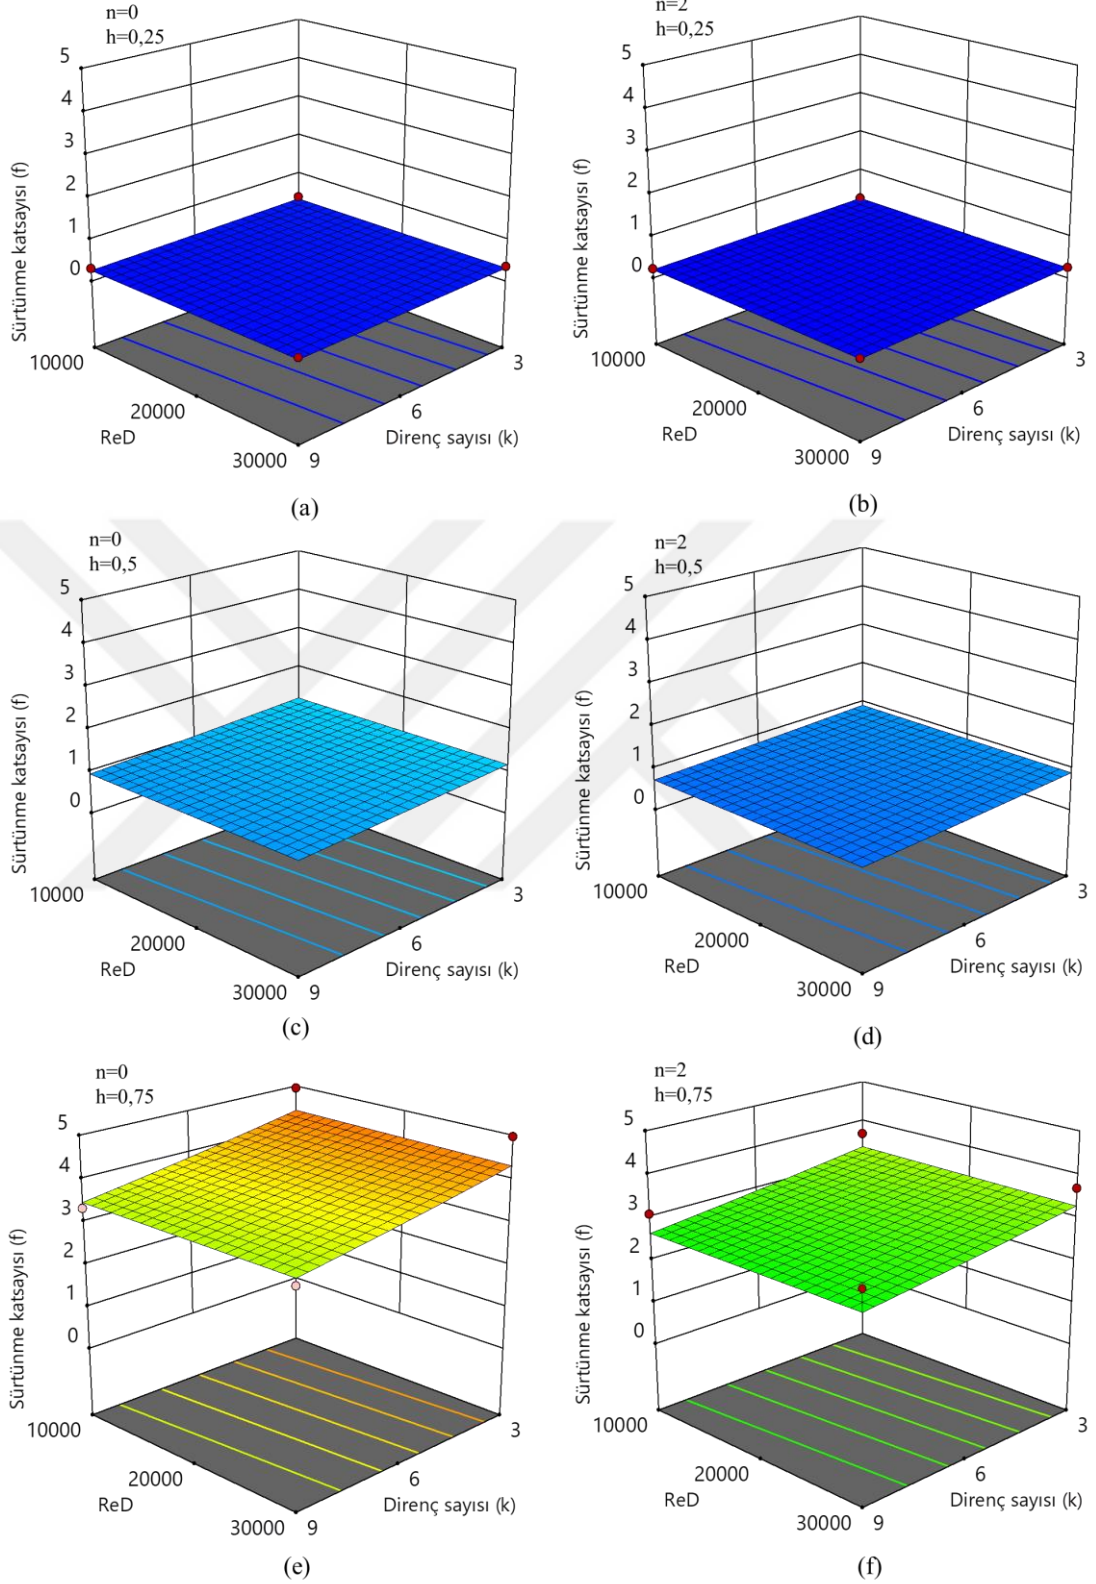 n=0
h=0,25
5
4
3
2
1
0
Sürtünme katsayısı (f)
10000
20000
30000
ReD
9
6
3
Direnç sayısı (k)
(a)
n=2
h=0,25
5
4
3
2
1
0
Sürtünme katsayısı (f)
10000
20000
30000
ReD
9
6
3
Direnç sayısı (k)
(b)
n=0
h=0,5
5
4
3
2
1
0
Sürtünme katsayısı (f)
10000
20000
30000
ReD
9
6
3
Direnç sayısı (k)
(c)
n=2
h=0,5
5
4
3
2
1
0
Sürtünme katsayısı (f)
10000
20000
30000
ReD
9
6
3
Direnç sayısı (k)
(d)
n=0
h=0,75
5
4
3
2
1
0
Sürtünme katsayısı (f)
10000
20000
30000
ReD
9
6
3
Direnç sayısı (k)
(e)
n=2
h=0,75
5
4
3
2
1
0
Sürtünme katsayısı (f)
10000
20000
30000
ReD
9
6
3
Direnç sayısı (k)
(f)